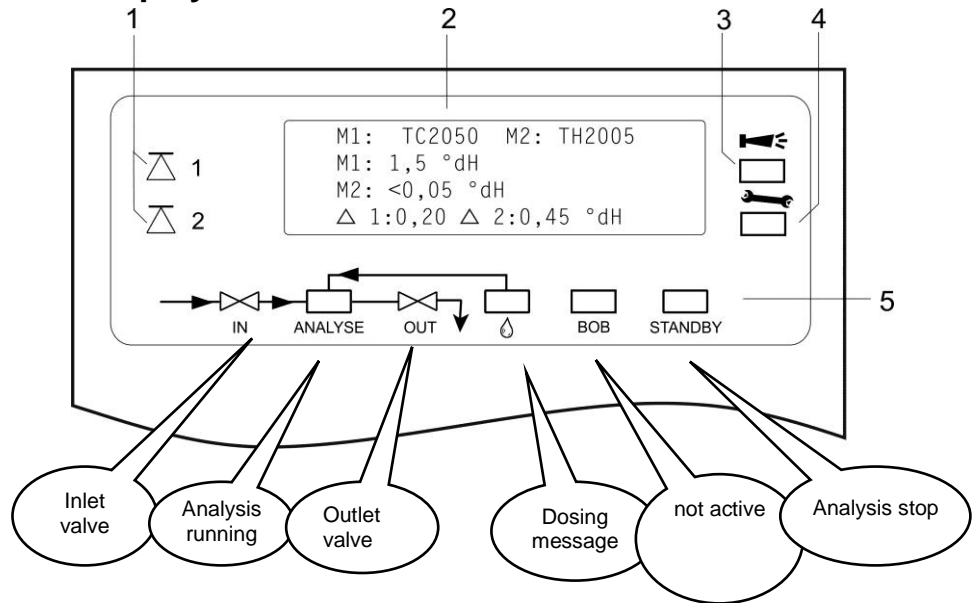 1
2
3
4
M1: TC2050 M2: TH2005
M1: 1,5 °dH
M2: <0,05 °dH
△ 1:0,20 △ 2:0,45 °dH
1
2
5
IN
ANALYSE
OUT
BOB
STANDBY
Inlet
valve
Analysis
running
Outlet
valve
Dosing
message
not active
Analysis stop